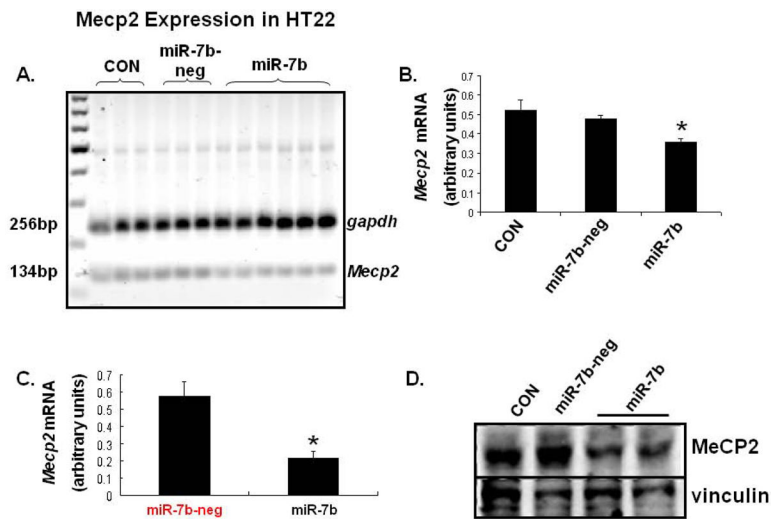 Mecp2 Expression in HT22
A.
CON
miR-7b-
neg
miR-7b
256bp
gapdh
134bp
Mecp2
B.
Mecp2 mRNA
(arbitrary units)
0.7
0.6
0.5
0.4
0.3
0.2
0.1
0
*
CON
miR-7b-neg
miR-7b
C.
Mecp2 mRNA
(arbitrary units)
0.7
0.6
0.5
0.4
0.3
0.2
0.1
0
*
miR-7b-neg
miR-7b
D.
CON
miR-7b-neg
miR-7b
MeCP2
vinculin